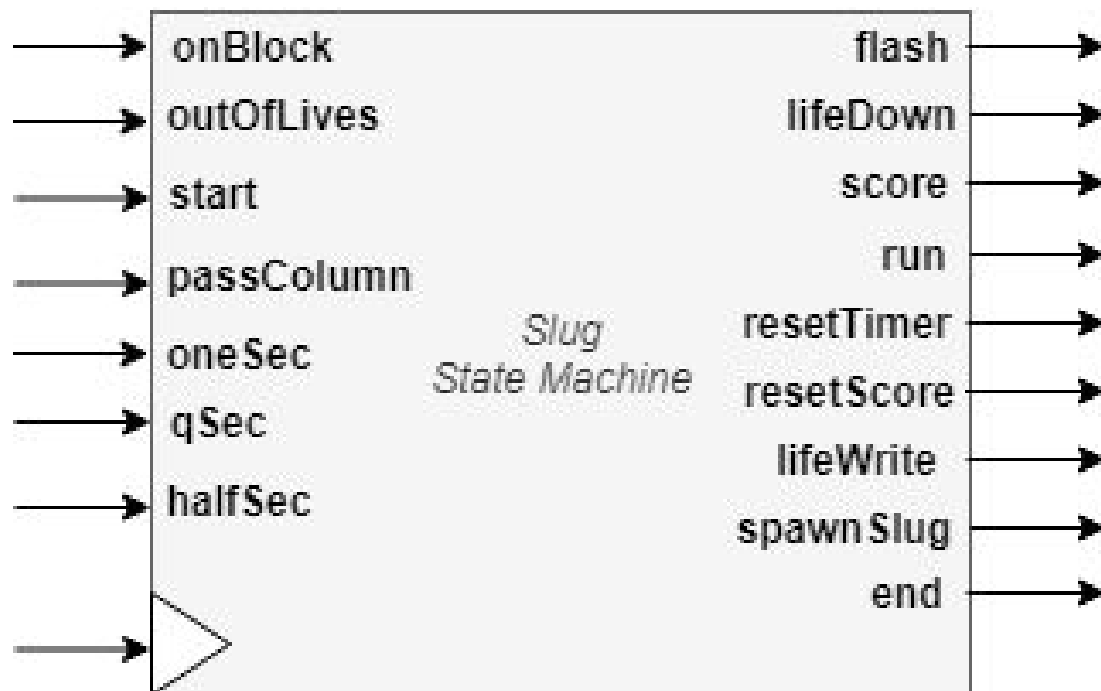 onBlock
outOfLives
start
passColumn
oneSec
qSec
halfSec
Slug
State Machine
flash
lifeDown
score
run
resetTimer
resetScore
lifeWrite
spawnSlug
end